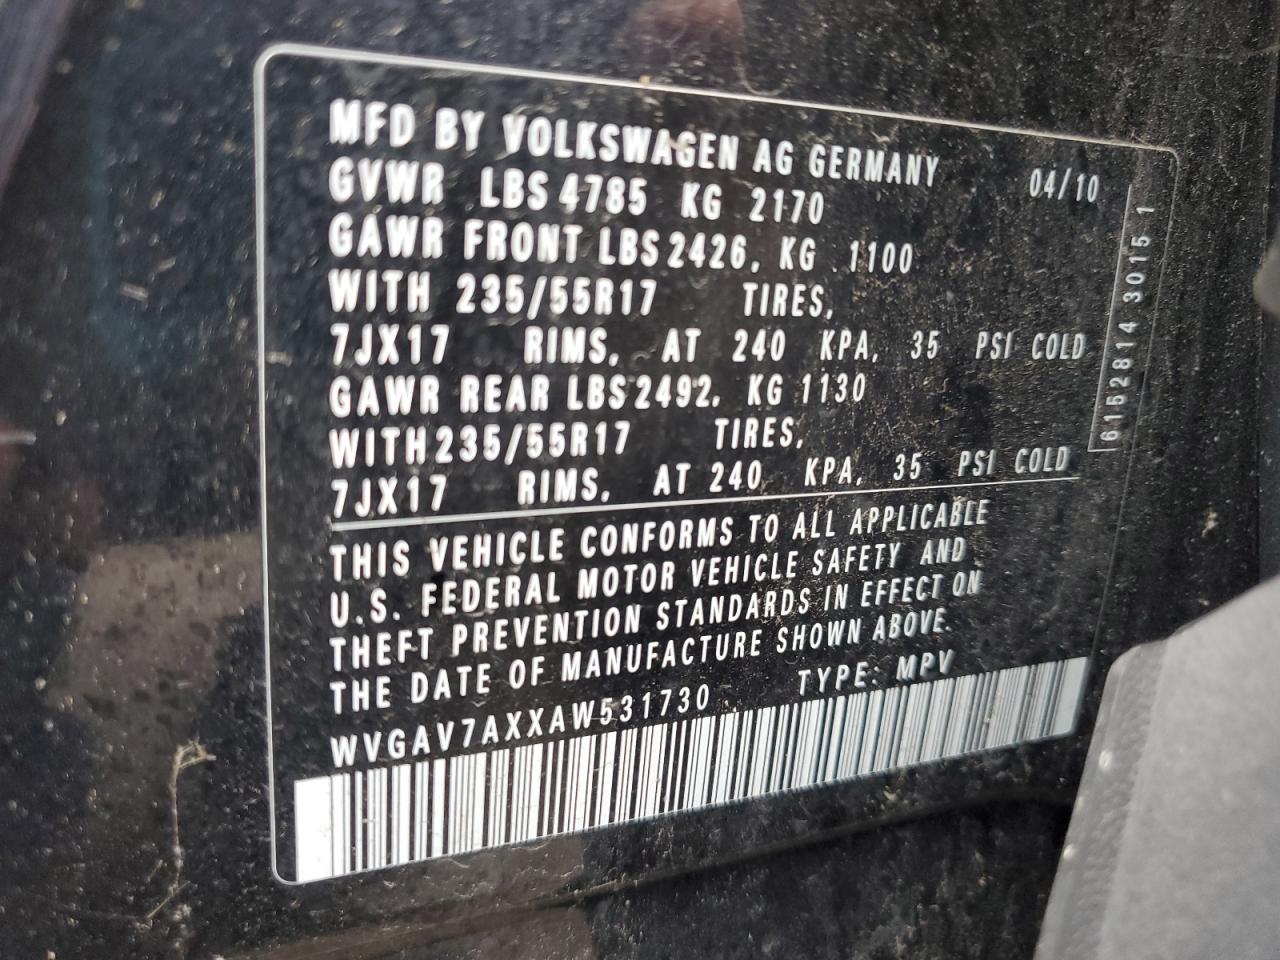 MFD BY VOLKSWAGEN AG GERMANY 04/10
GVWR LBS 4785 KG 2170
GAWR FRONT LBS 2426, KG 1100
WITH 235/55R17 TIRES,
7JX17 RIMS, AT 240 KPA, 35 PSI COLD
GAWR REAR LBS 2492, KG 1130
WITH 235/55R17 TIRES,
7JX17 RIMS, AT 240 KPA, 35 PSI COLD
THIS VEHICLE CONFORMS TO ALL APPLICABLE
U.S. FEDERAL MOTOR VEHICLE SAFETY AND
THEFT PREVENTION STANDARDS IN EFFECT ON
THE DATE OF MANUFACTURE SHOWN ABOVE.
WVGAV7AXXAW531730 TYPE: MPV
6152814 3015 1